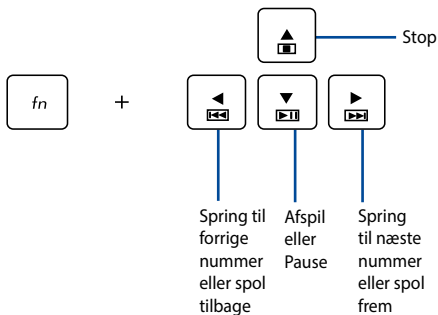 Stop
fn
+
Spring til
forrige
nummer
eller spol
tilbage
Afspil
eller
Pause
Spring
til næste
nummer
eller spol
frem